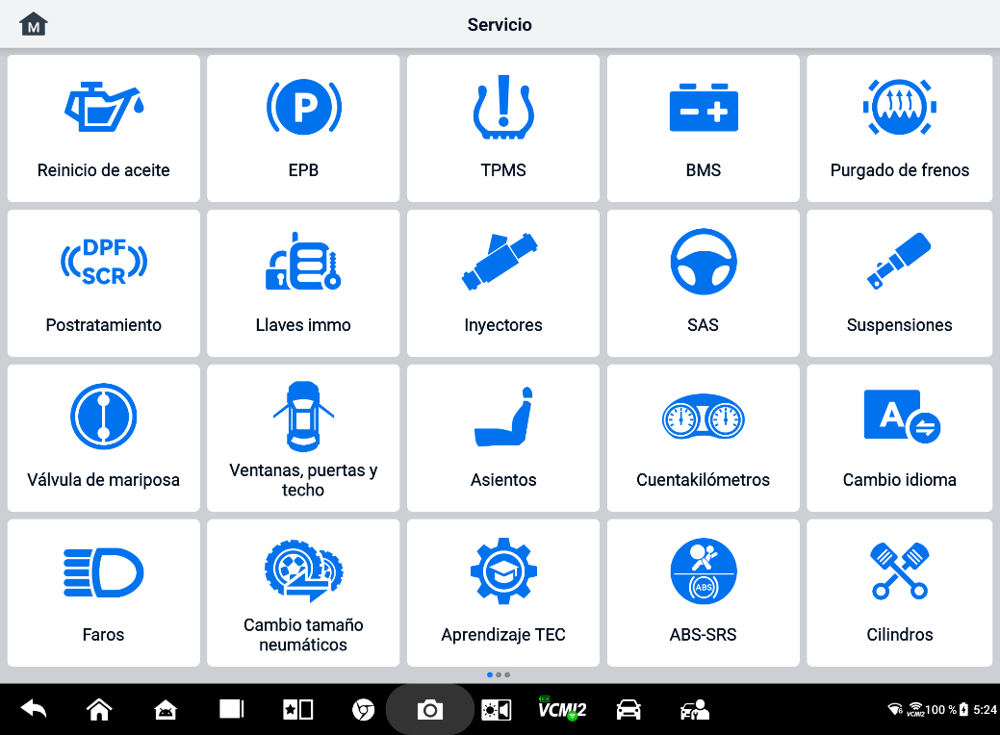 M
Servicio
P
Reinicio de aceite
EPB
TPMS
BMS
Purgado de frenos
DPF
SCR
Postratamiento
Llaves immo
Inyectores
SAS
Suspensiones
A
Válvula de mariposa
Ventanas, puertas y
techo
Asientos
Cuentakilómetros
Cambio idioma
ABS
Faros
Cambio tamaño
neumáticos
Aprendizaje TEC
ABS-SRS
Cilindros
VCMI2
6
VCMI2
100 %
5:24